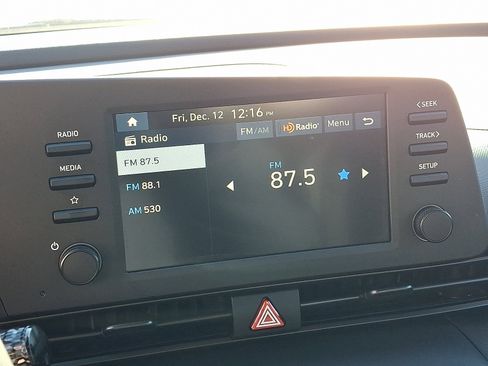 Fri, Dec. 12 12:16 PM
Radio FM/AM HD Radio Menu
FM 87.5
FM 88.1
AM 530
FM
87.5
RADIO
MEDIA
<SEEK
TRACK>
SETUP